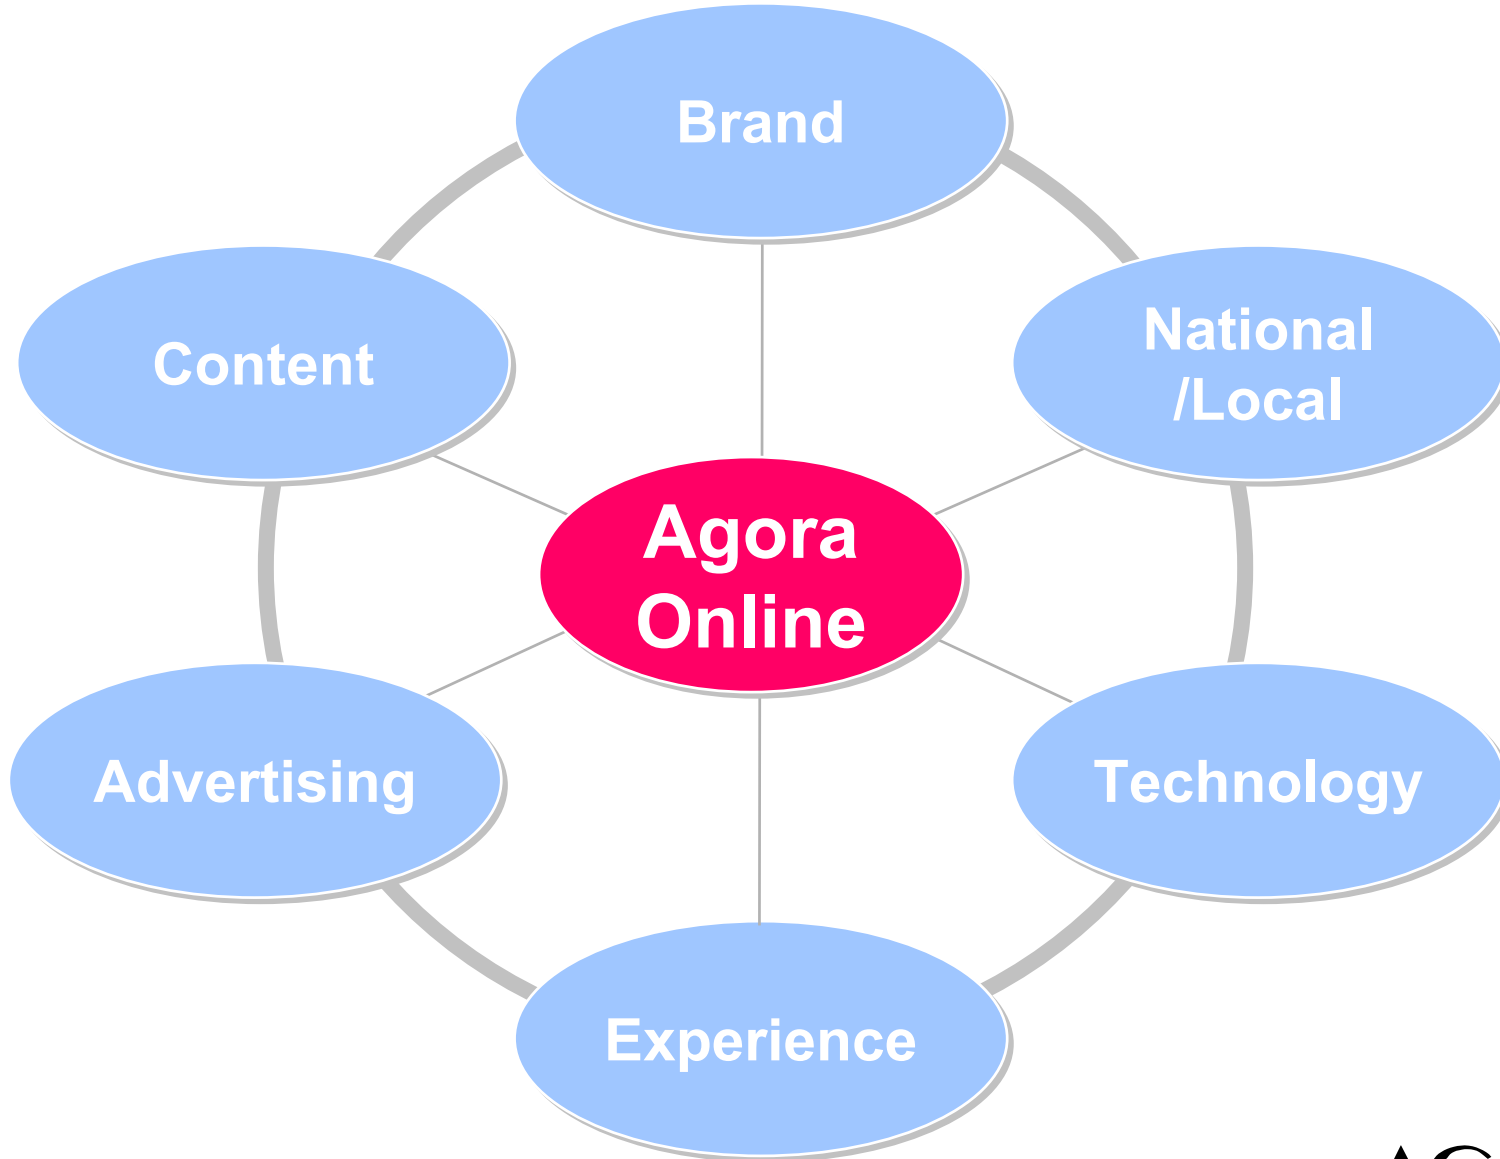 Brand
National
/Local
Content
Agora
Online
Advertising
Technology
Experience